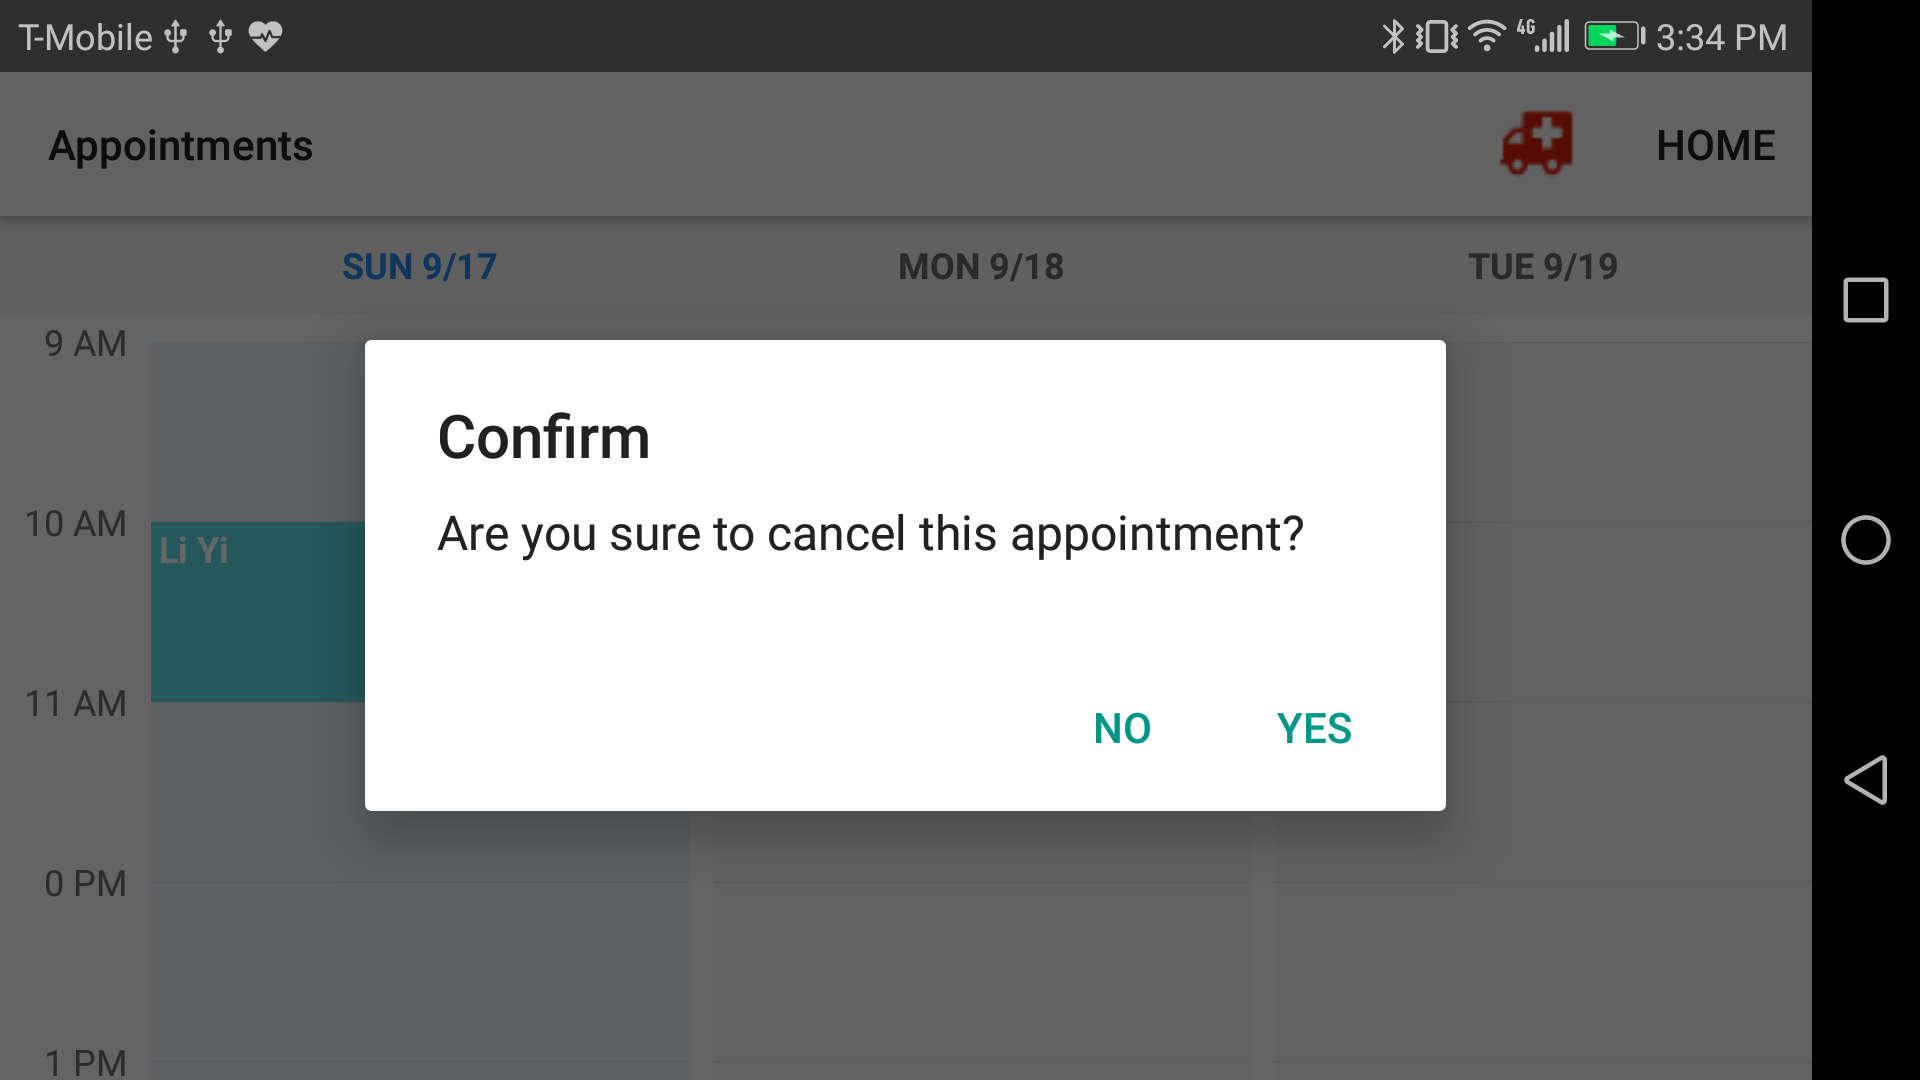 T-Mobile
4G 3:34 PM
Appointments
HOME
SUN 9/17
MON 9/18
TUE 9/19
9 AM
Confirm
Are you sure to cancel this appointment?
10 AM
Li Yi
11 AM
NO
YES
0 PM
1 PM